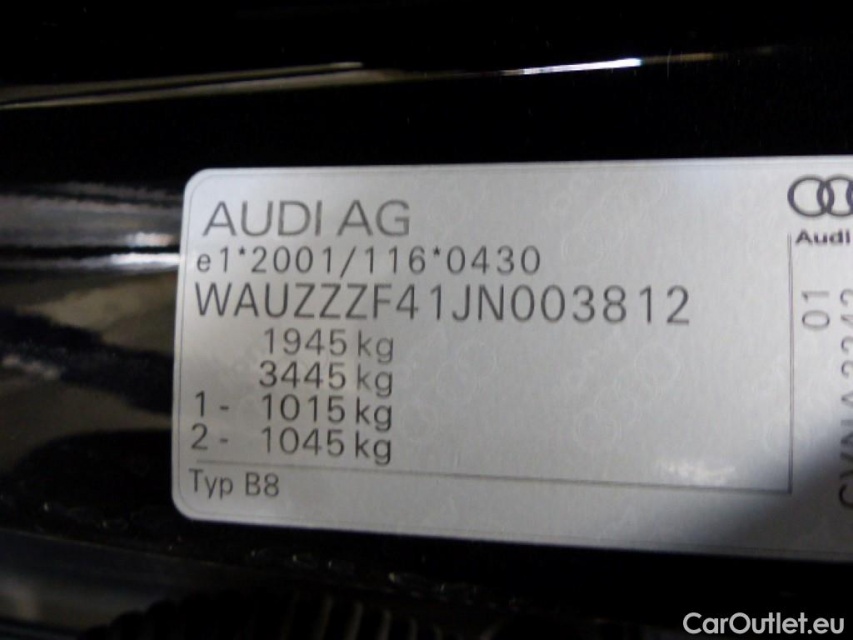 AUDI AG
e1*2001/116*0430
WAUZZZF41JN003812
1945 kg
3445 kg
1- 1015 kg
2- 1045 kg
Typ B8
Audi
01
CarOutlet.eu